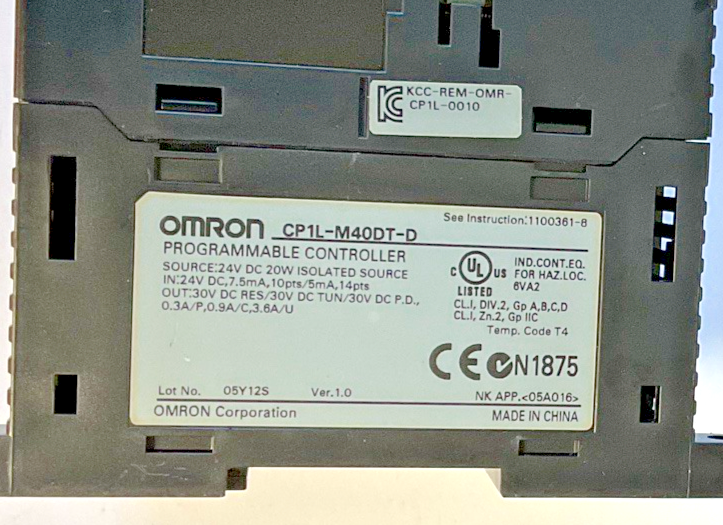 KCC-REM-OMR-
CP1L-0010
OMRON CP1L-M40DT-D
See Instruction:1100361-8
PROGRAMMABLE CONTROLLER
SOURCE:24V DC 20W ISOLATED SOURCE
IN:24V DC,7.5mA,10pts/5mA,14pts
OUT:30V DC RES/30V DC TUN/30V DC P.D.,
0.3A/P,0.9A/C,3.6A/U
C UL US
LISTED
IND.CONT.EQ.
FOR HAZ.LOC.
6VA2
CL.I, DIV.2, Gp A,B,C,D
CL.I, Zn.2, Gp IIC
Temp. Code T4
CE N1875
Lot No. 05Y12S Ver.1.0
NK APP.<05A016>
OMRON Corporation
MADE IN CHINA